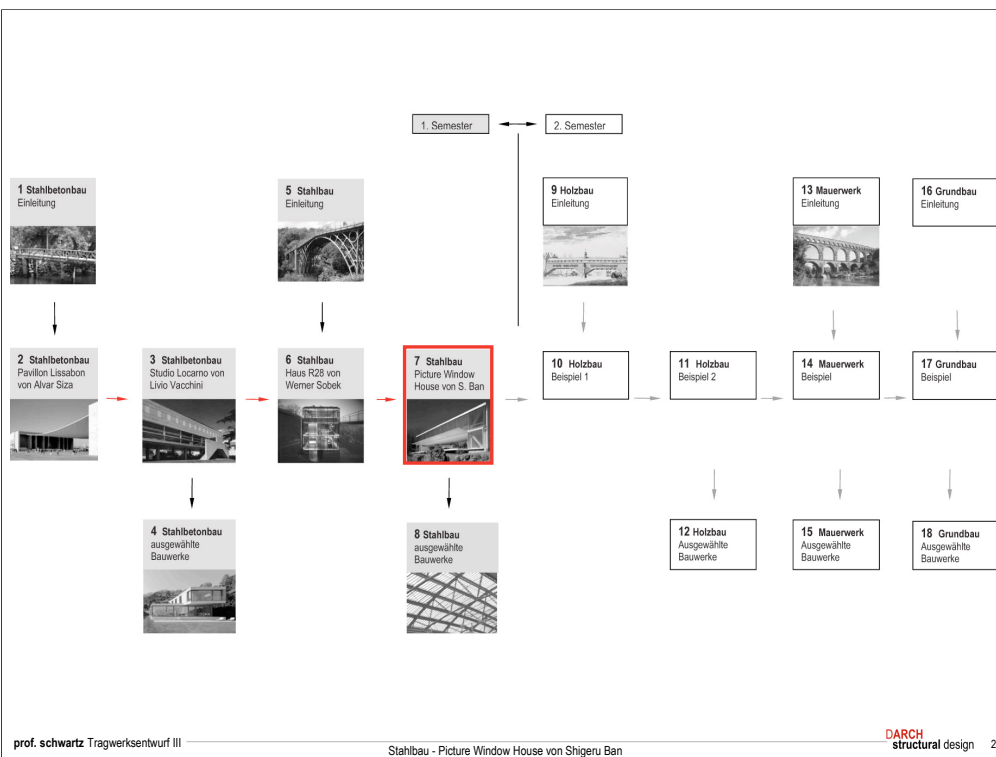 1. Semester
2. Semester
1 Stahlbetonbau
Einleitung
5 Stahlbau
Einleitung
9 Holzbau
Einleitung
13 Mauerwerk
Einleitung
16 Grundbau
Einleitung
2 Stahlbetonbau
Pavillon Lissabon
von Alvar Siza
3 Stahlbetonbau
Studio Locarno von
Livio Vacchini
6 Stahlbau
Haus R28 von
Werner Sobek
7 Stahlbau
Picture Window
House von S. Ban
10 Holzbau
Beispiel 1
11 Holzbau
Beispiel 2
14 Mauerwerk
Beispiel
17 Grundbau
Beispiel
4 Stahlbetonbau
ausgewählte
Bauwerke
8 Stahlbau
ausgewählte
Bauwerke
12 Holzbau
Ausgewählte
Bauwerke
15 Mauerwerk
Ausgewählte
Bauwerke
18 Grundbau
Ausgewählte
Bauwerke
prof. schwartz Tragwerksentwurf III
Stahlbau - Picture Window House von Shigeru Ban
DARCH
structural design 2